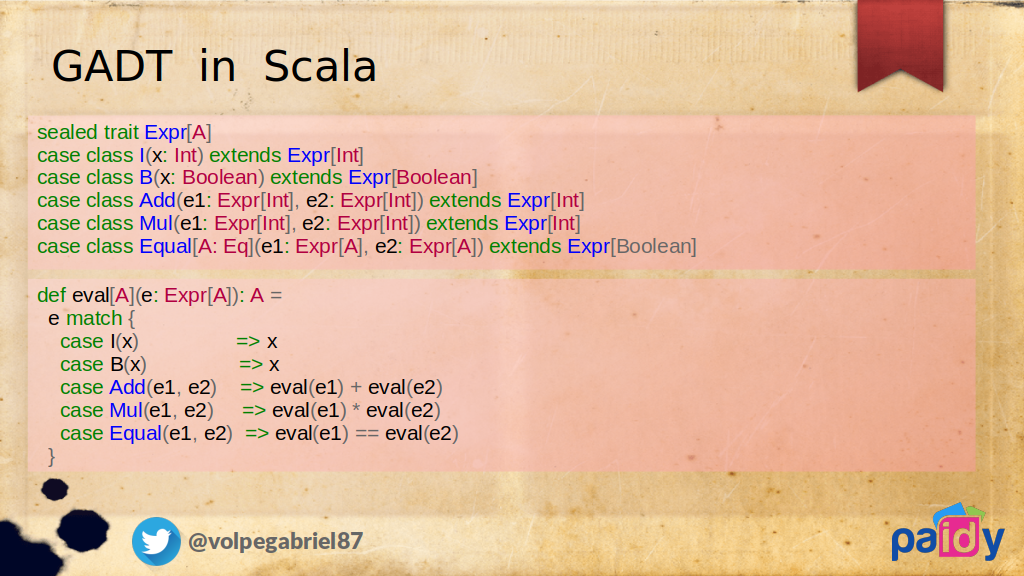 GADT in Scala
sealed trait Expr[A]
case class I(x: Int) extends Expr[Int]
case class B(x: Boolean) extends Expr[Boolean]
case class Add(e1: Expr[Int], e2: Expr[Int]) extends Expr[Int]
case class Mul(e1: Expr[Int], e2: Expr[Int]) extends Expr[Int]
case class Equal[A: Eq](e1: Expr[A], e2: Expr[A]) extends Expr[Boolean]
def eval[A](e: Expr[A]): A =
e match {
case I(x) => x
case B(x) => x
case Add(e1, e2) => eval(e1) + eval(e2)
case Mul(e1, e2) => eval(e1) * eval(e2)
case Equal(e1, e2) => eval(e1) == eval(e2)
}
@volpegabriel87
paidy